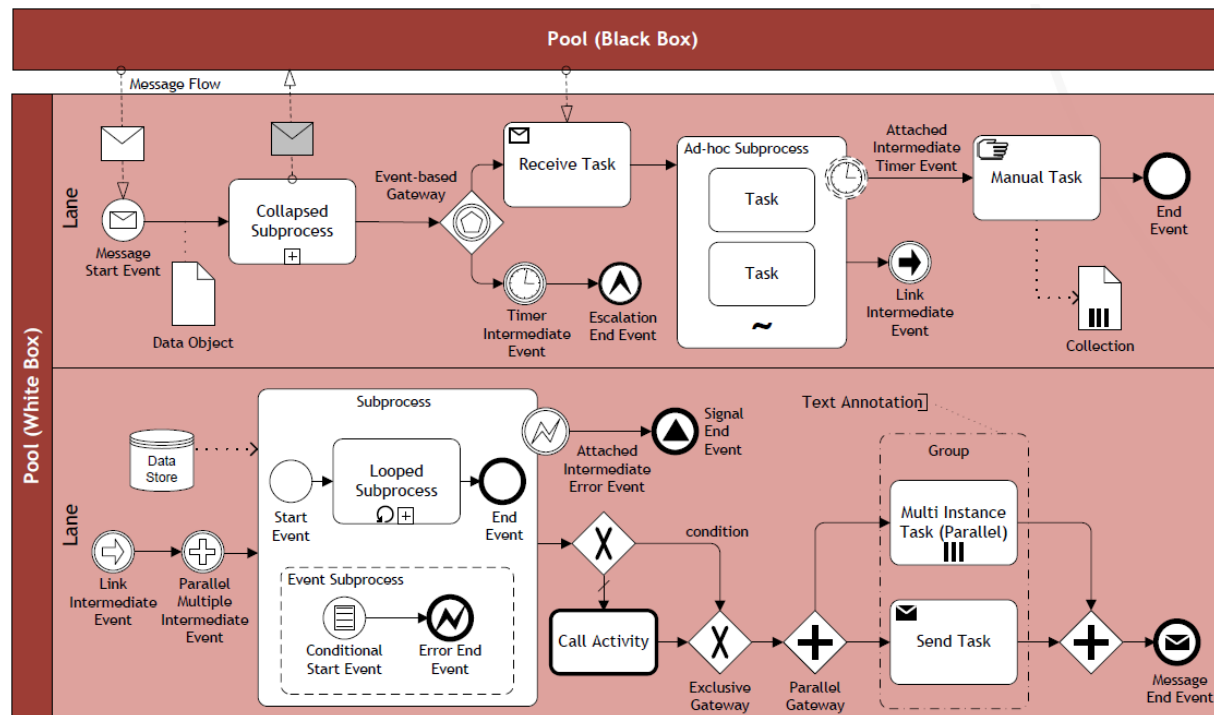 Pool (Black Box)
Message Flow
Pool (White Box)
Lane
Message
Start Event
Data Object
Collapsed
Subprocess
Event-based
Gateway
Receive Task
Timer
Intermediate
Event
Escalation
End Event
Ad-hoc Subprocess
Task
Task
Attached
Intermediate
Timer Event
Link
Intermediate
Event
Manual Task
End
Event
Collection
Lane
Data
Store
Link
Intermediate
Event
Parallel
Multiple
Intermediate
Event
Subprocess
Start
Event
Looped
Subprocess
End
Event
Event Subprocess
Conditional
Start Event
Error End
Event
Attached
Intermediate
Error Event
Signal
End
Event
condition
Call Activity
Exclusive
Gateway
Parallel
Gateway
Text Annotation
Group
Multi Instance
Task (Parallel)
Send Task
Message
End Event